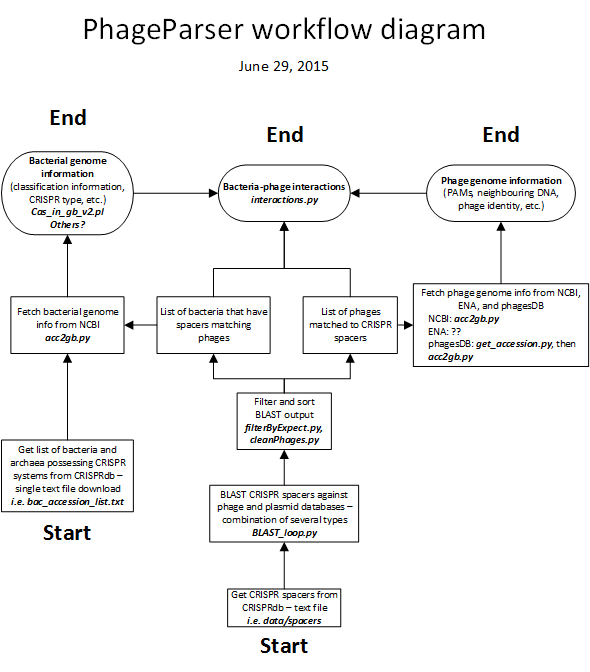 PhageParser workflow diagram
June 29, 2015
End
End
End
Bacterial genome
information
(classification information,
CRISPR type, etc.)
Cas_in_gb_v2.pl
Others?
Bacteria-phage interactions
interactions.py
Phage genome information
(PAMs, neighbouring DNA,
phage identity, etc.)
Fetch bacterial genome
info from NCBI
acc2gb.py
List of bacteria that have
spacers matching
phages
List of phages
matched to CRISPR
spacers
Fetch phage genome info from NCBI,
ENA, and phagesDB
NCBI: acc2gb.py
ENA: ??
phagesDB: get_accession.py, then
acc2gb.py
Filter and sort
BLAST output
filterByExpect.py,
cleanPhages.py
Get list of bacteria and
archaea possessing CRISPR
systems from CRISPRdb –
single text file download
i.e. bac_accession_list.txt
Start
BLAST CRISPR spacers against
phage and plasmid databases –
combination of several types
BLAST_loop.py
Get CRISPR spacers from
CRISPRdb – text file
i.e. data/spacers
Start